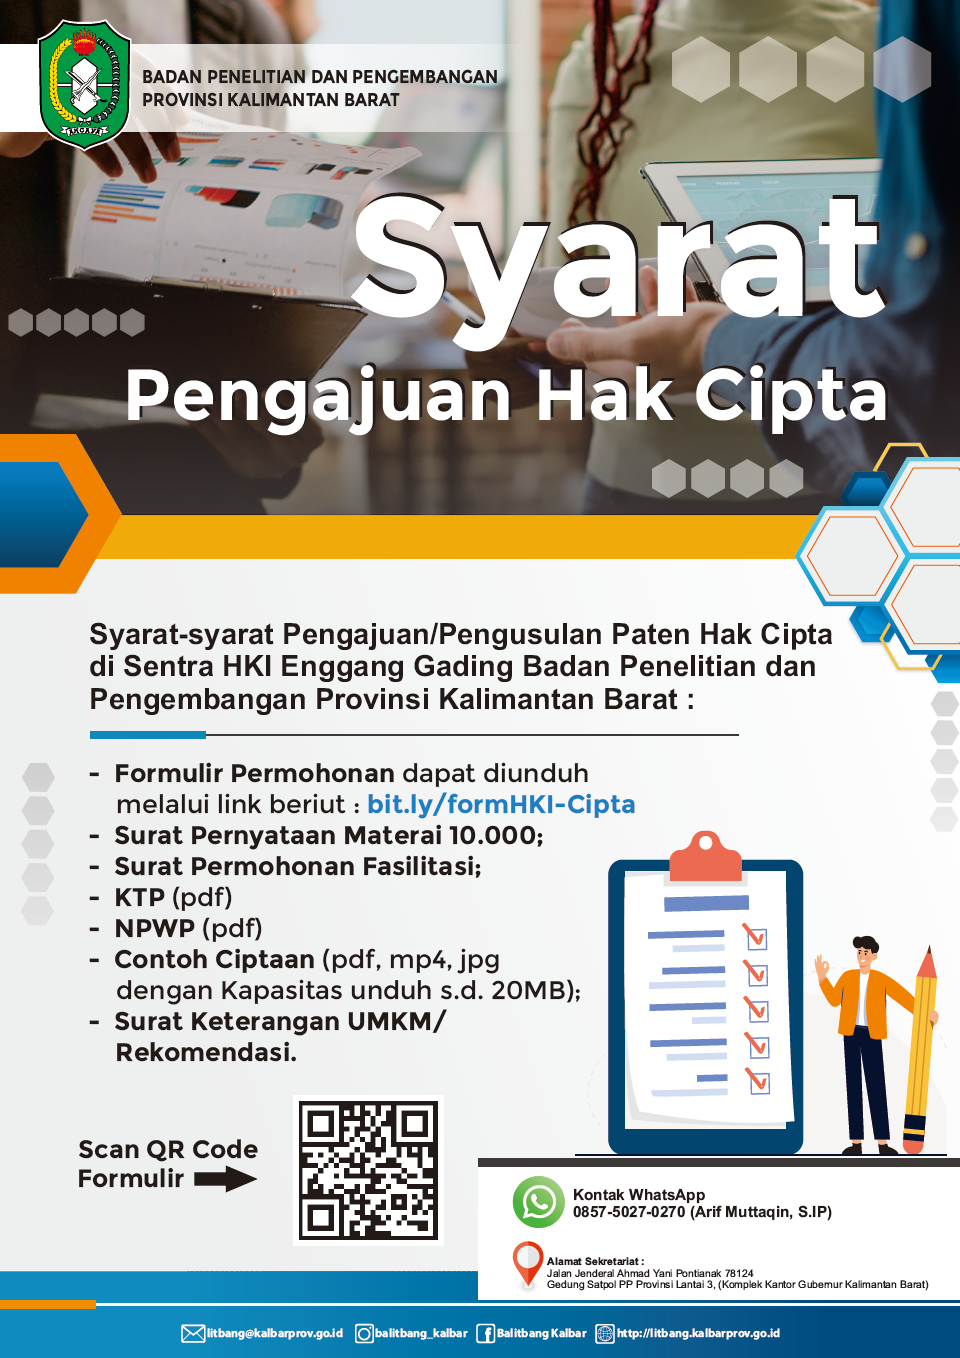 BADAN PENELITIAN DAN PENGEMBANGAN
PROVINSI KALIMANTAN BARAT
AKCAYA
Syarat
Pengajuan Hak Cipta
Syarat-syarat Pengajuan/Pengusulan Paten Hak Cipta
di Sentra HKI Enggang Gading Badan Penelitian dan
Pengembangan Provinsi Kalimantan Barat :
- Formulir Permohonan dapat diunduh
melalui link beriut : bit.ly/formHKI-Cipta
- Surat Pernyataan Materai 10.000;
- Surat Permohonan Fasilitasi;
- KTP (pdf)
- NPWP (pdf)
- Contoh Ciptaan (pdf, mp4, jpg
dengan Kapasitas unduh s.d. 20MB);
- Surat Keterangan UMKM/
Rekomendasi.
Scan QR Code
Formulir
Kontak WhatsApp
0857-5027-0270 (Arif Muttaqin, S.IP)
Alamat Sekretariat :
Jalan Jenderal Ahmad Yani Pontianak 78124
Gedung Satpol PP Provinsi Lantai 3, (Komplek Kantor Gubernur Kalimantan Barat)
litbang@kalbarprov.go.id balitbang_kalbar Balitbang Kalbar http://litbang.kalbarprov.go.id